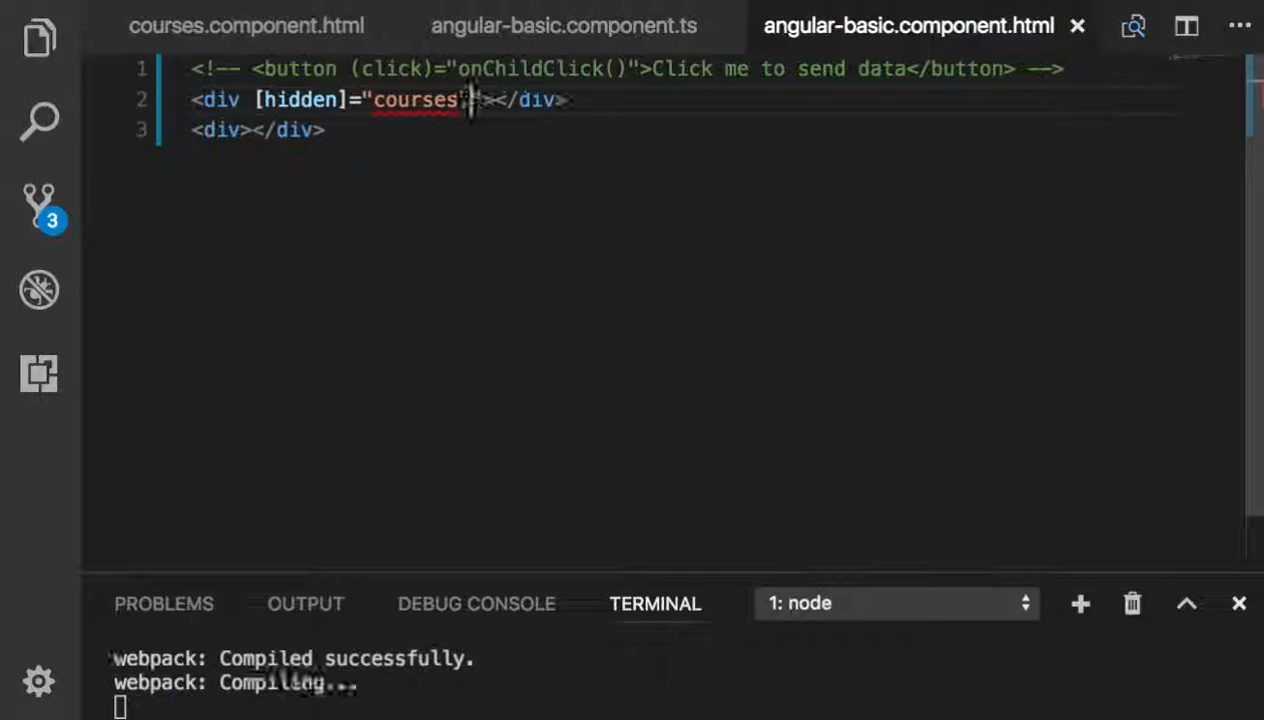 courses.component.html angular-basic.component.ts angular-basic.component.html
1 <!-- <button (click)="onChildClick()">Click me to send data</button> -->
2 <div [hidden]="courses"></div>
3 <div></div>
3
PROBLEMS OUTPUT DEBUG CONSOLE TERMINAL 1: node
webpack: Compiled successfully.
webpack: Compiling...